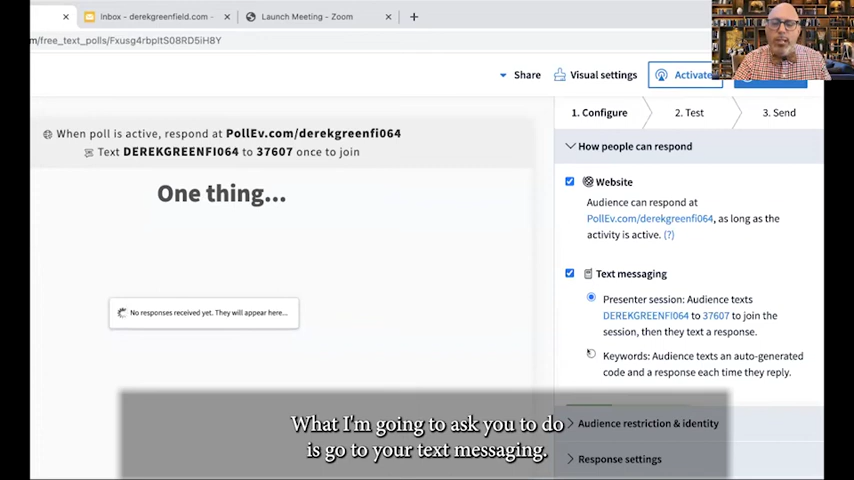 Inbox - derekgreenfield.com -
Launch Meeting - Zoom
m/free_text_polls/Fxusg4rbpItS08RD5iH8Y
Share
Visual settings
Activate
1. Configure
2. Test
3. Send
When poll is active, respond at PollEv.com/derekgreenfi064
Text DEREKGREENFI064 to 37607 once to join
One thing...
No responses received yet. They will appear here...
How people can respond
Website
Audience can respond at
PollEv.com/derekgreenfi064, as long as the
activity is active. (?)
Text messaging
Presenter session: Audience texts
DEREKGREENFI064 to 37607 to join the
session, then they text a response.
Keywords: Audience texts an auto-generated
code and a response each time they reply.
Audience restriction & identity
Response settings
What I'm going to ask you to do
is go to your text messaging.